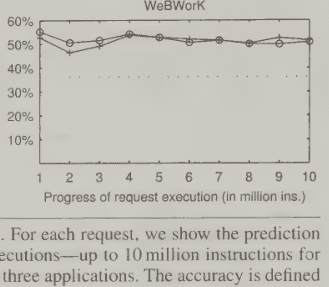 WeBWorK
60%
50%
40%
30%
20%
10%
1 2 3 4 5 6 7 8 9 10
Progress of request execution (in million ins.)
. For each request, we show the prediction
ecutions—up to 10 million instructions for
three applications. The accuracy is defined